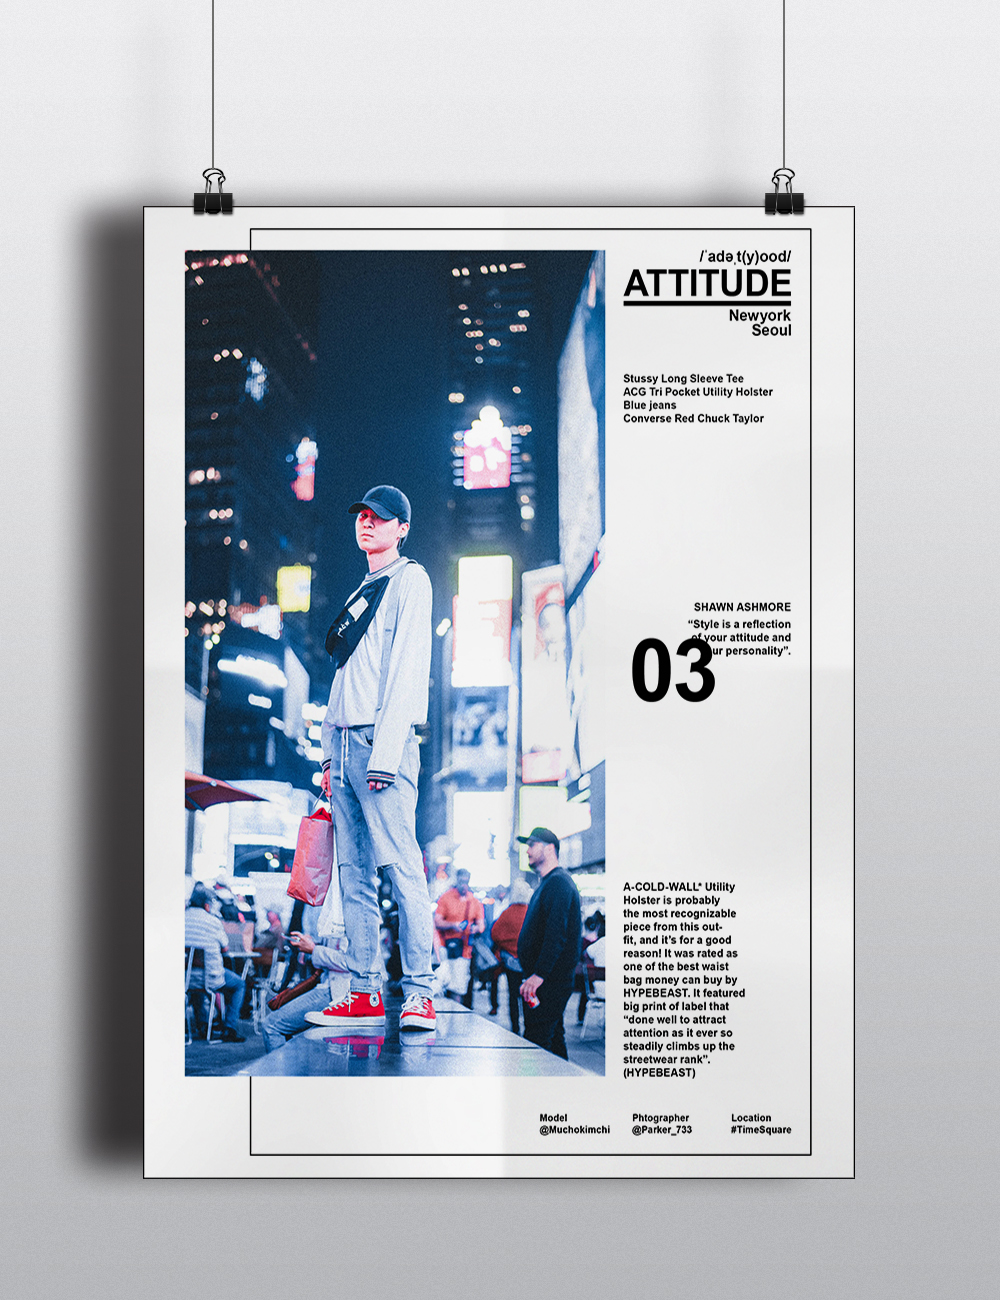 /ˈadəˌt(y)ood/
ATTITUDE
Newyork
Seoul
Stussy Long Sleeve Tee
ACG Tri Pocket Utility Holster
Blue jeans
Converse Red Chuck Taylor
SHAWN ASHMORE
“Style is a reflection
of your attitude and
ur personality”.
03
A-COLD-WALL* Utility
Holster is probably
the most recognizable
piece from this out-
fit, and it’s for a good
reason! It was rated as
one of the best waist
bag money can buy by
HYPEBEAST. It featured
big print of label that
“done well to attract
attention as it ever so
steadily climbs up the
streetwear rank”.
(HYPEBEAST)
Model
@Muchokimchi
Phtographer
@Parker_733
Location
#TimeSquare